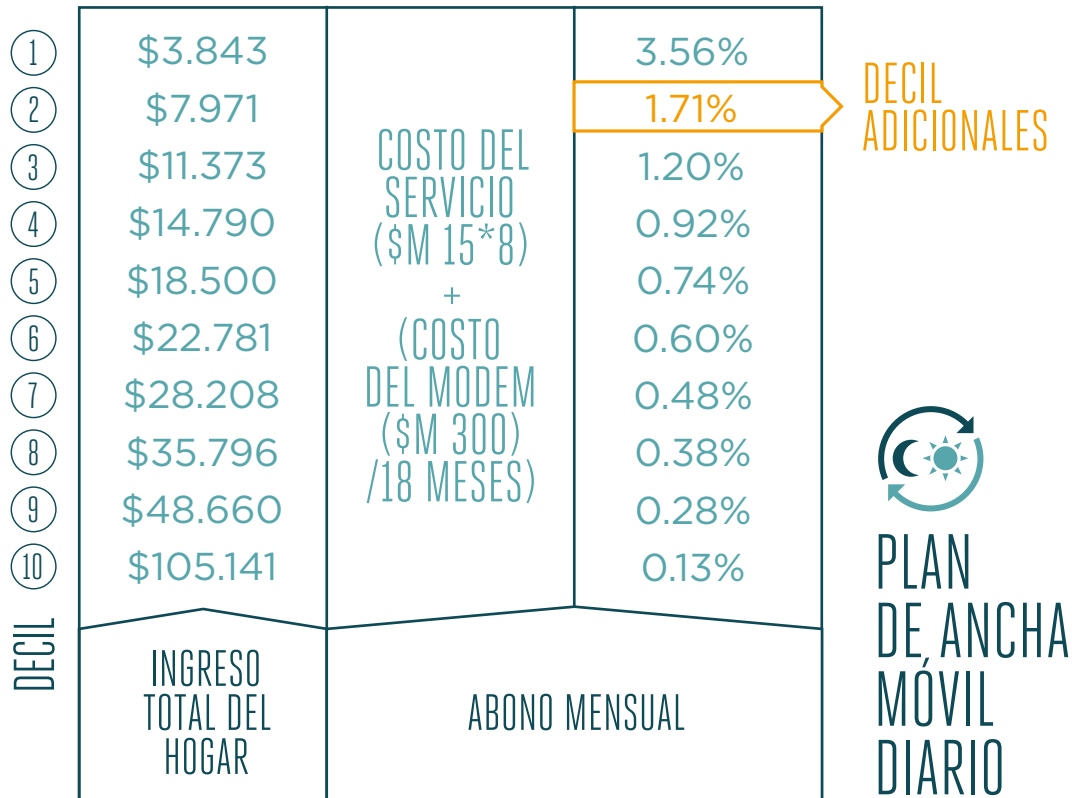 1 $3.843 3.56%
2 $7.971 1.71%
3 $11.373 1.20%
4 $14.790 0.92%
5 $18.500 0.74%
6 $22.781 0.60%
7 $28.208 0.48%
8 $35.796 0.38%
9 $48.660 0.28%
10 $105.141 0.13%
COSTO DEL
SERVICIO
($M 15*8)
+
(COSTO
DEL MODEM
($M 300)
/18 MESES)
DECIL
ADICIONALES
DECIL
INGRESO
TOTAL DEL
HOGAR
ABONO MENSUAL
PLAN
DE ANCHA
MÓVIL
DIARIO